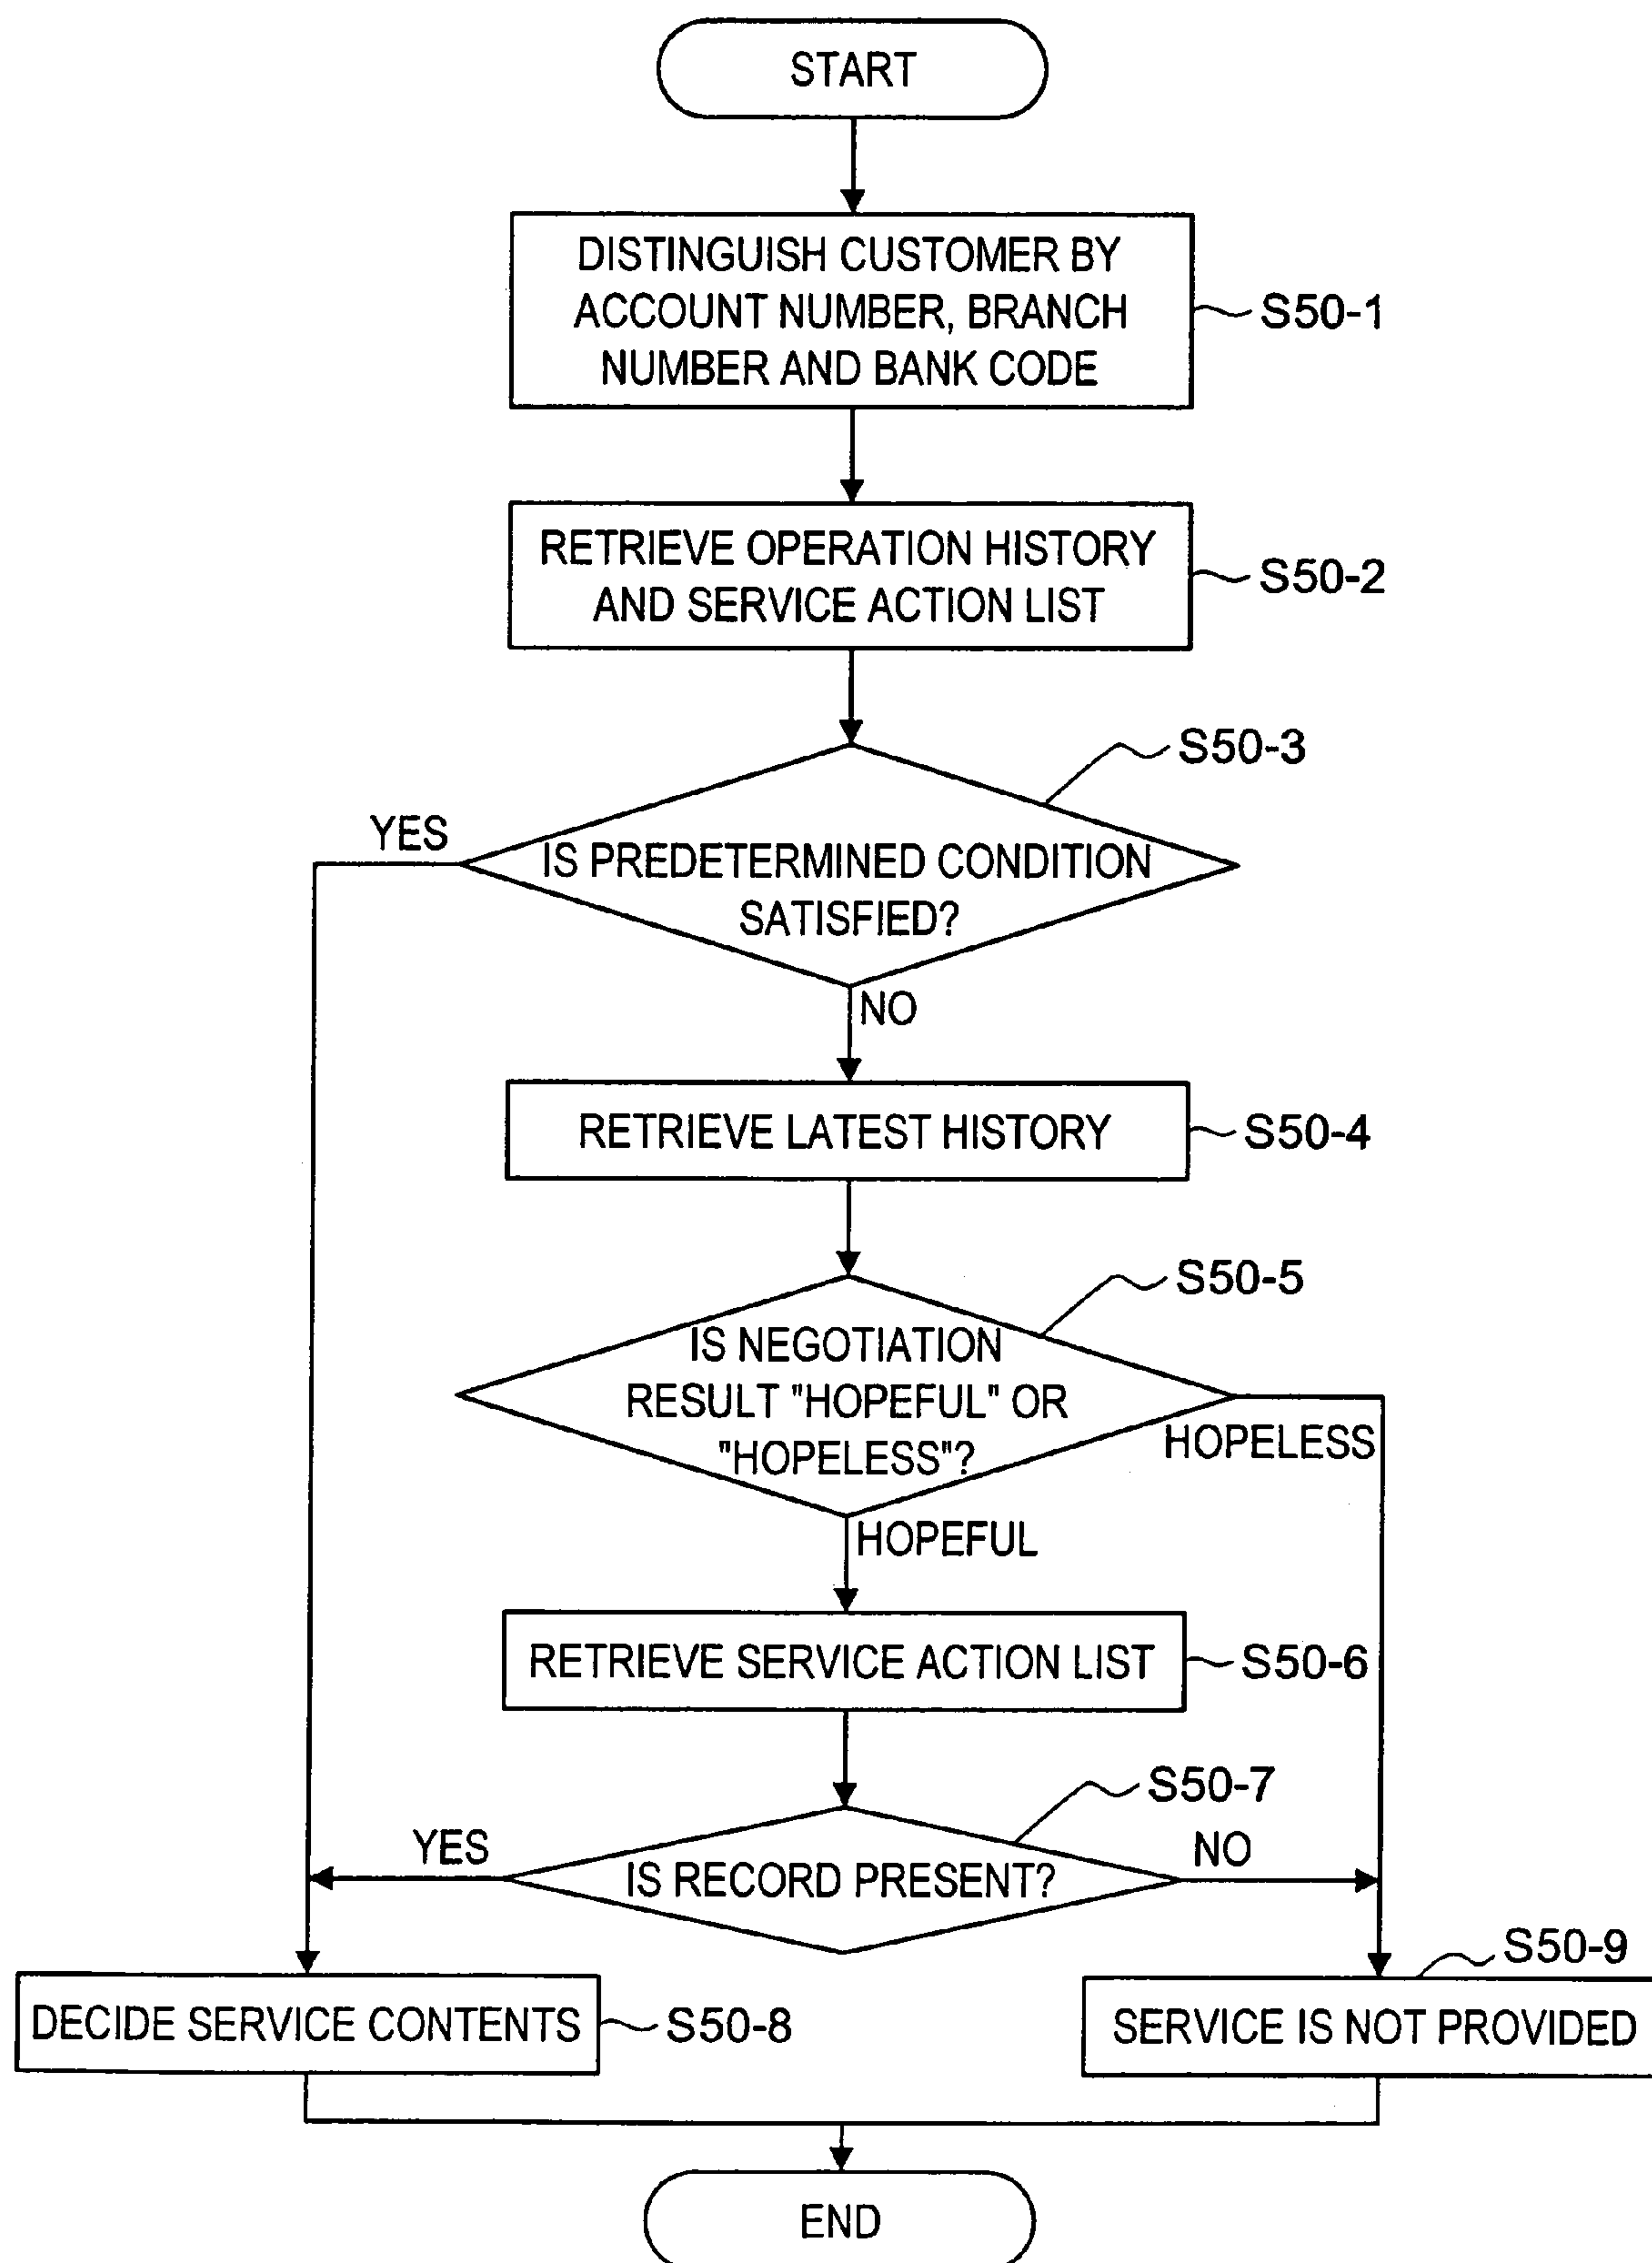 START
DISTINGUISH CUSTOMER BY
ACCOUNT NUMBER, BRANCH
NUMBER AND BANK CODE
S50-1
RETRIEVE OPERATION HISTORY
AND SERVICE ACTION LIST
S50-2
S50-3
YES
IS PREDETERMINED CONDITION
SATISFIED?
NO
RETRIEVE LATEST HISTORY
S50-4
S50-5
IS NEGOTIATION
RESULT "HOPEFUL" OR
"HOPELESS"?
HOPELESS
HOPEFUL
RETRIEVE SERVICE ACTION LIST
S50-6
S50-7
YES
IS RECORD PRESENT?
NO
S50-9
DECIDE SERVICE CONTENTS
S50-8
SERVICE IS NOT PROVIDED
END